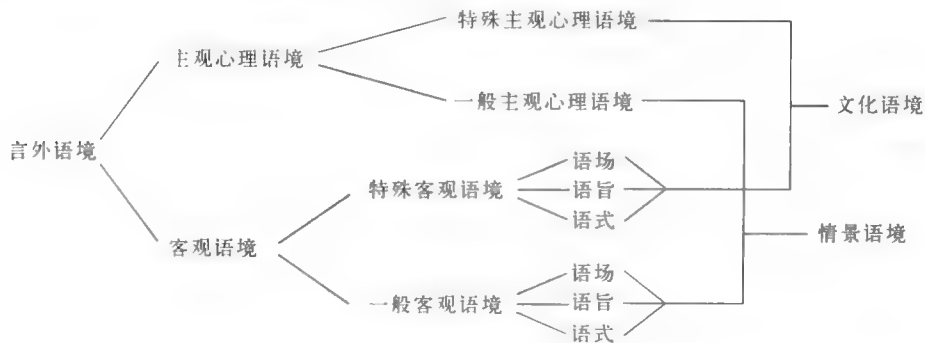 特殊主观心理语境
主观心理语境
一般主观心理语境
文化语境
言外语境
语场
特殊客观语境
语旨
语式
客观语境
情景语境
语场
一般客观语境
语旨
语式